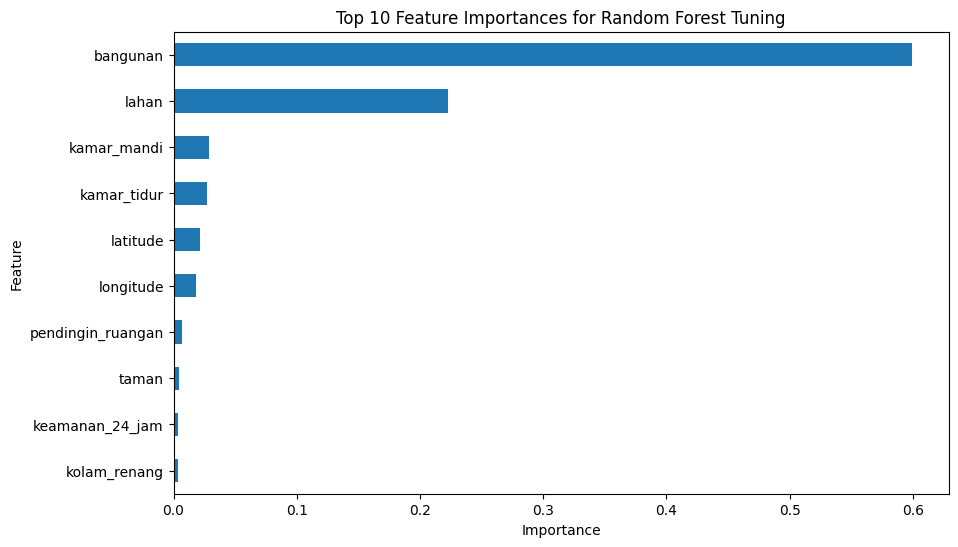 Top 10 Feature Importances for Random Forest Tuning
Feature
bangunan
lahan
kamar_mandi
kamar_tidur
latitude
longitude
pendingin_ruangan
taman
keamanan_24_jam
kolam_renang
0.0 0.1 0.2 0.3 0.4 0.5 0.6
Importance